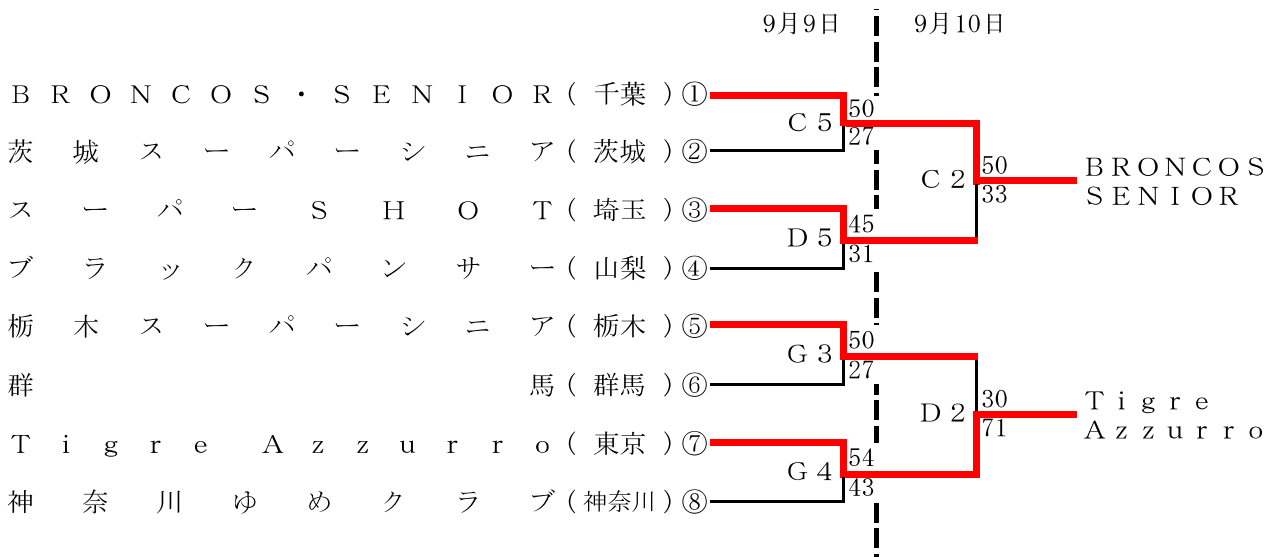 9月9日 9月10日
BRONCOS・SENIOR(千葉)①
50
C5
27
茨城スーパーシニア(茨城)②
50
C2
33
BRONCOS
SENIOR
スーパーSHOT(埼玉)③
45
D5
31
ブラックパンサー(山梨)④
栃木スーパーシニア(栃木)⑤
50
G3
27
群馬(群馬)⑥
30
D2
71
Tigre
Azzurro
Tigre Azzurro(東京)⑦
54
G4
43
神奈川ゆめクラブ(神奈川)⑧